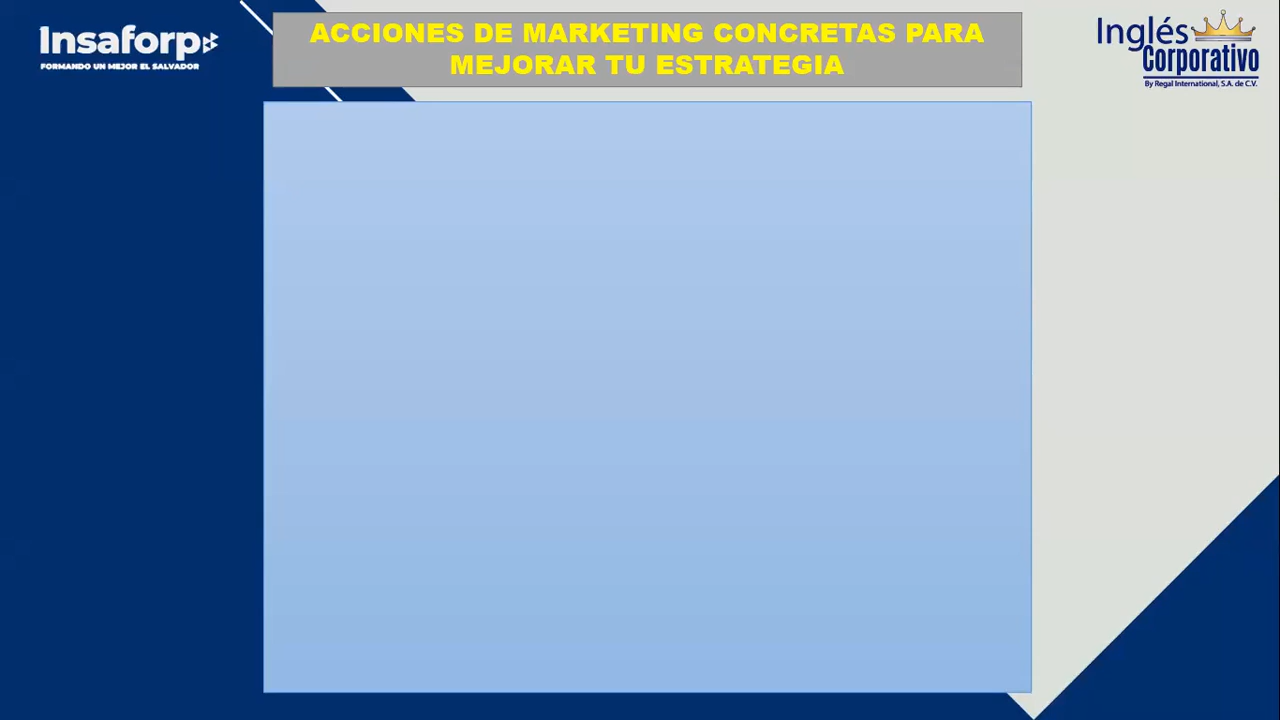 Insaforp
FORMANDO UN MEJOR EL SALVADOR
ACCIONES DE MARKETING CONCRETAS PARA
MEJORAR TU ESTRATEGIA
Inglés
Corporativo
By Regal International, S.A. de C.V.